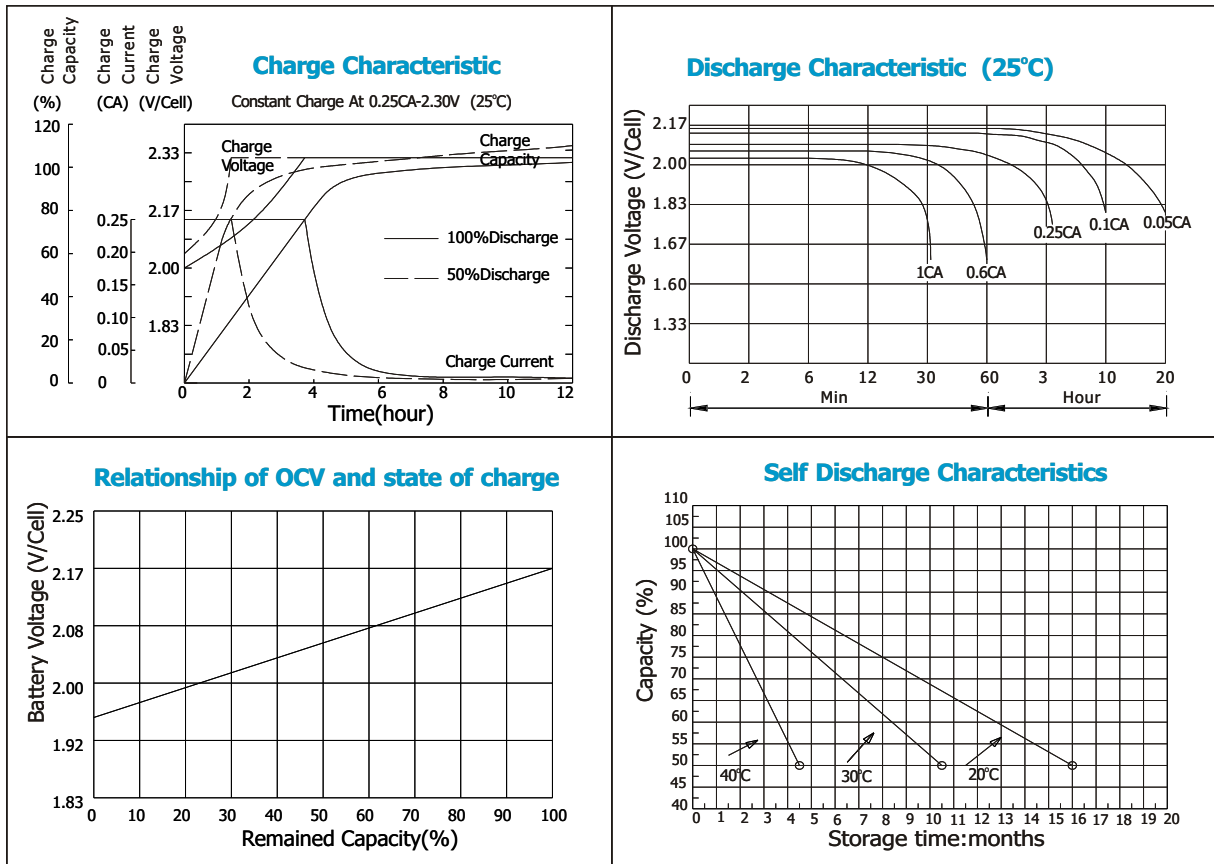 Charge Capacity
Charge Current
Charge Voltage
Charge Characteristic
(%) (CA) (V/Cell)
Constant Charge At 0.25CA-2.30V (25°C)
120
100
80
60
40
20
0
0.25
0.20
0.15
0.10
0.05
0
2.33
2.17
2.00
1.83
Charge Voltage
Charge Capacity
100%Discharge
50%Discharge
Charge Current
0 2 4 6 8 10 12
Time(hour)
Discharge Characteristic (25°C)
Discharge Voltage (V/Cell)
2.17
2.00
1.83
1.67
1.60
1.33
1CA
0.6CA
0.25CA
0.1CA
0.05CA
0 2 6 12 30 60 3 10 20
Min
Hour
Relationship of OCV and state of charge
Battery Voltage (V/Cell)
2.25
2.17
2.08
2.00
1.92
1.83
0 10 20 30 40 50 60 70 80 90 100
Remained Capacity(%)
Self Discharge Characteristics
Capacity (%)
110
105
100
95
90
85
80
75
70
65
60
55
50
45
40
40°C
30°C
20°C
0 1 2 3 4 5 6 7 8 9 10 11 12 13 14 15 16 17 18 19 20
Storage time:months